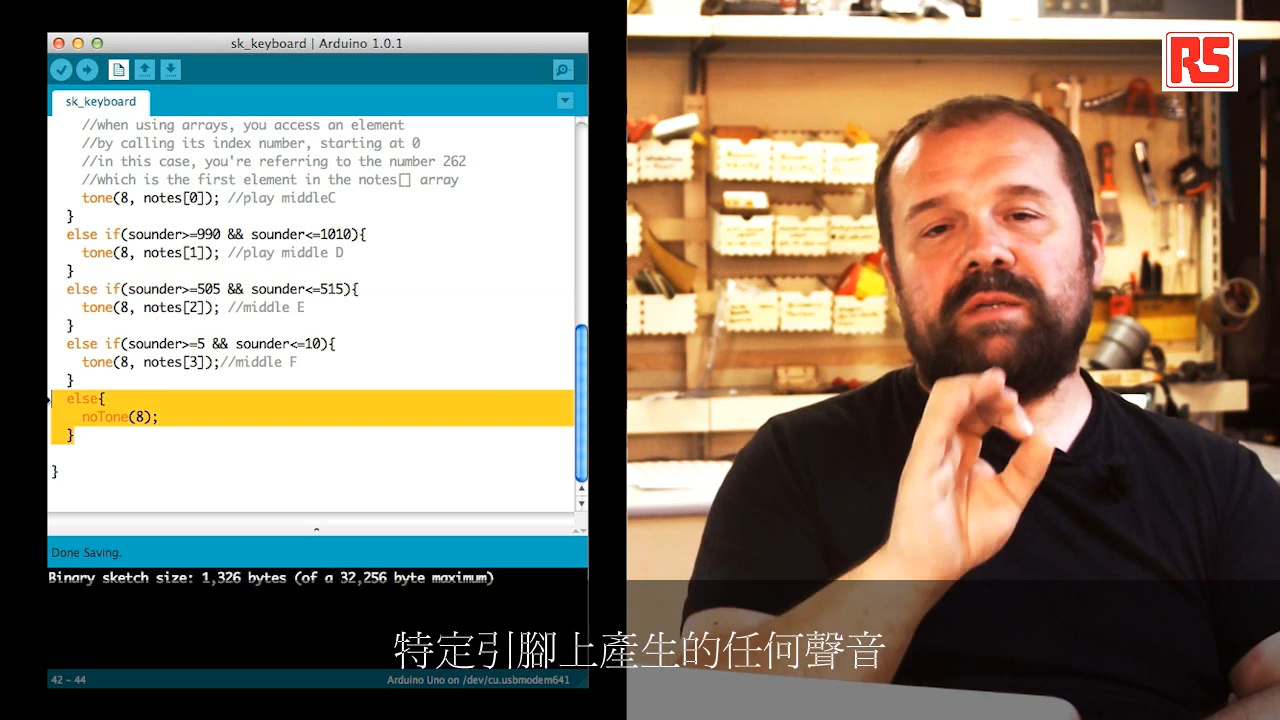 sk_keyboard | Arduino 1.0.1
sk_keyboard
//when using arrays, you access an element
//by calling its index number, starting at 0
//in this case, you're referring to the number 262
//which is the first element in the notes[] array
tone(8, notes[0]); //play middleC
}
else if(sounder>=990 && sounder<=1010){
tone(8, notes[1]); //play middle D
}
else if(sounder>=505 && sounder<=515){
tone(8, notes[2]); //middle E
}
else if(sounder>=5 && sounder<=10){
tone(8, notes[3]);//middle F
}
else{
noTone(8);
}
}
Done Saving.
Binary sketch size: 1,326 bytes (of a 32,256 byte maximum)
42 - 44
Arduino Uno on /dev/cu.usbmodem641
RS
特定引腳上產生的任何聲音